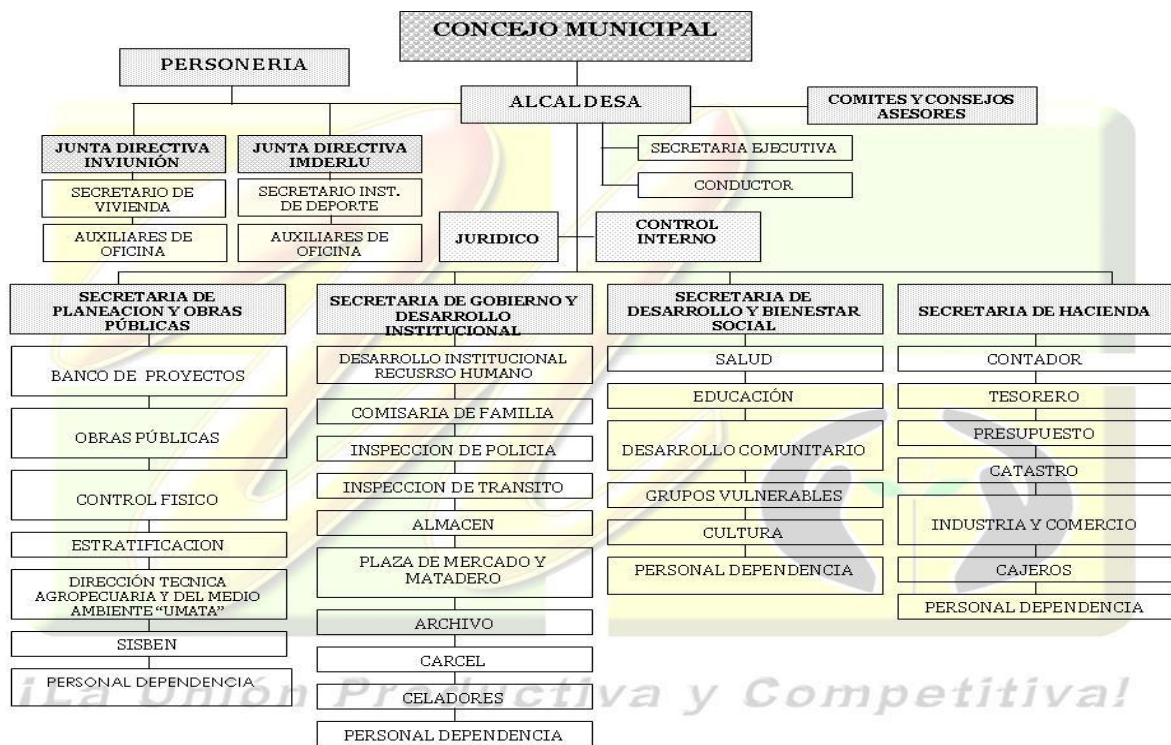 CONCEJO MUNICIPAL
PERSONERIA
ALCALDESA
COMITES Y CONSEJOS
ASESORES
JUNTA DIRECTIVA
INVIUNIÓN
JUNTA DIRECTIVA
IMDERLU
SECRETARIA EJECUTIVA
SECRETARIO DE
VIVIENDA
SECRETARIO INST.
DE DEPORTE
CONDUCTOR
AUXILIARES DE
OFICINA
AUXILIARES DE
OFICINA
JURIDICO
CONTROL
INTERNO
SECRETARIA DE
PLANEACION Y OBRAS
PÚBLICAS
BANCO DE PROYECTOS
OBRAS PÚBLICAS
CONTROL FISICO
ESTRATIFICACION
DIRECCIÓN TECNICA
AGROPECUARIA Y DEL MEDIO
AMBIENTE “UMATA”
SISBEN
PERSONAL DEPENDENCIA
SECRETARIA DE GOBIERNO Y
DESARROLLO
INSTITUCIONAL
DESARROLLO INSTITUCIONAL
RECUSRSO HUMANO
COMISARIA DE FAMILIA
INSPECCION DE POLICIA
INSPECCION DE TRANSITO
ALMACEN
PLAZA DE MERCADO Y
MATADERO
ARCHIVO
CARCEL
CELADORES
PERSONAL DEPENDENCIA
SECRETARIA DE
DESARROLLO Y BIENESTAR
SOCIAL
SALUD
EDUCACIÓN
DESARROLLO COMUNITARIO
GRUPOS VULNERABLES
CULTURA
PERSONAL DEPENDENCIA
SECRETARIA DE HACIENDA
CONTADOR
TESORERO
PRESUPUESTO
CATASTRO
INDUSTRIA Y COMERCIO
CAJEROS
PERSONAL DEPENDENCIA
¡La Unión Productiva y Competitiva!